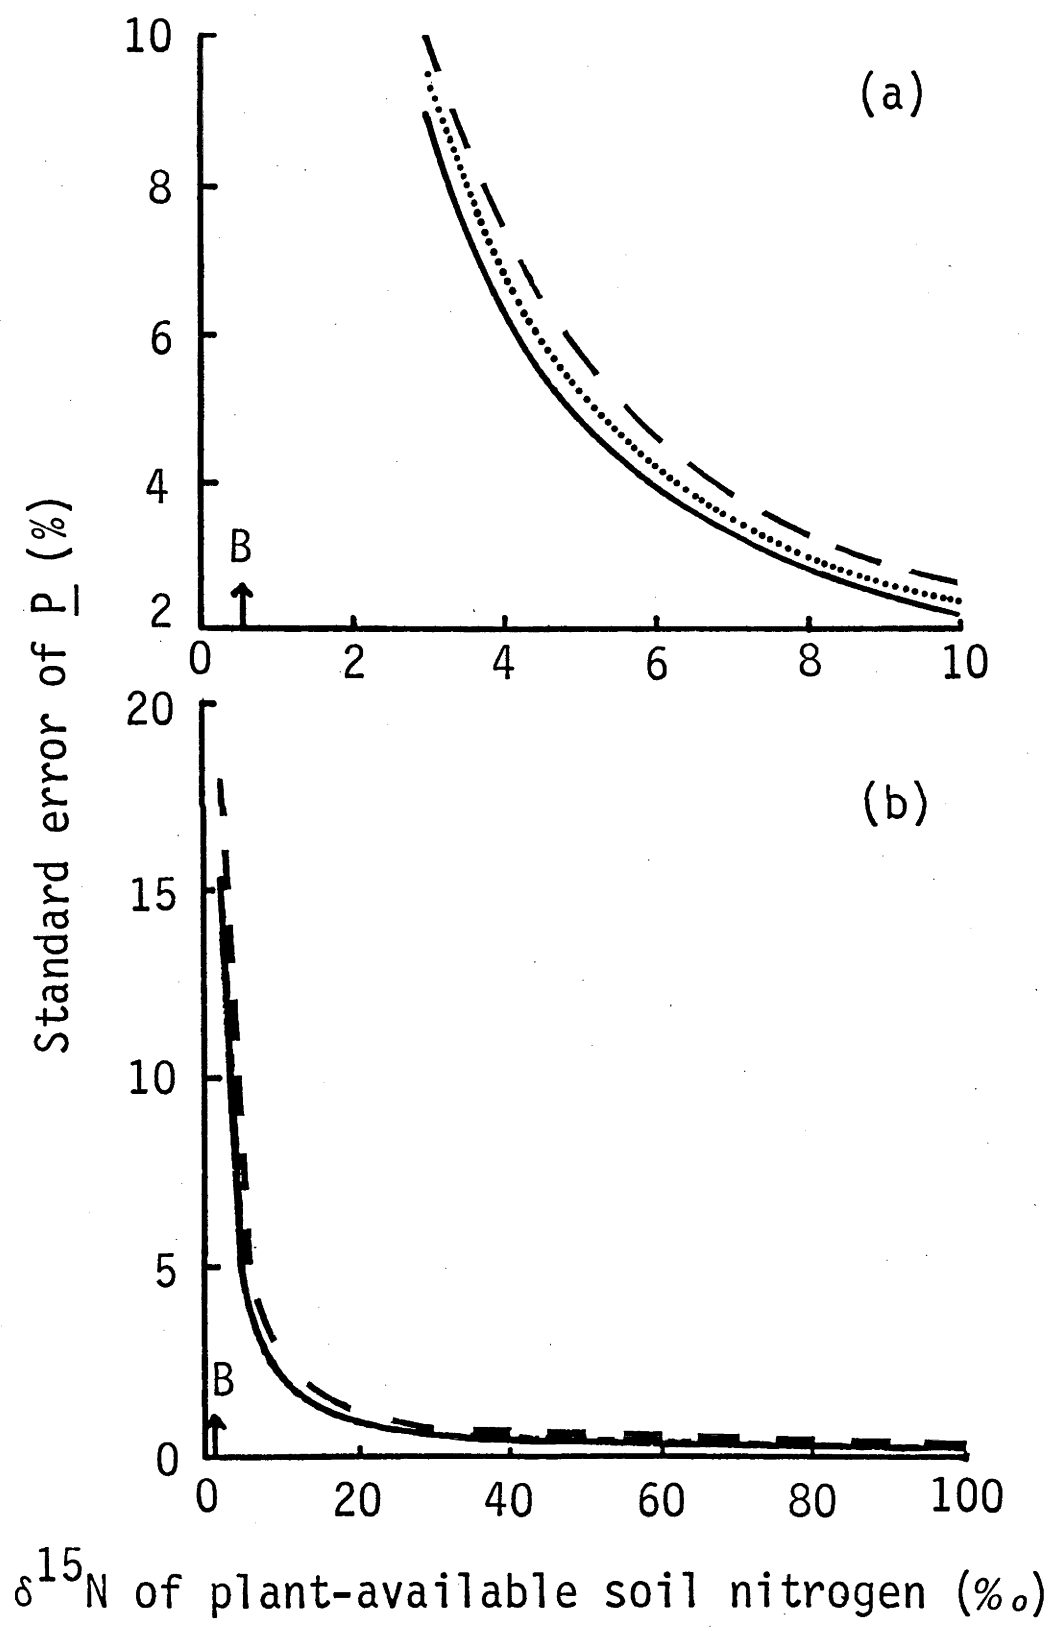 10
(a)
8
6
4
B
2
0 2 4 6 8 10
Standard error of P (%)
20
(b)
15
10
5
B
0
0 20 40 60 80 100
δ15N of plant-available soil nitrogen (‰)